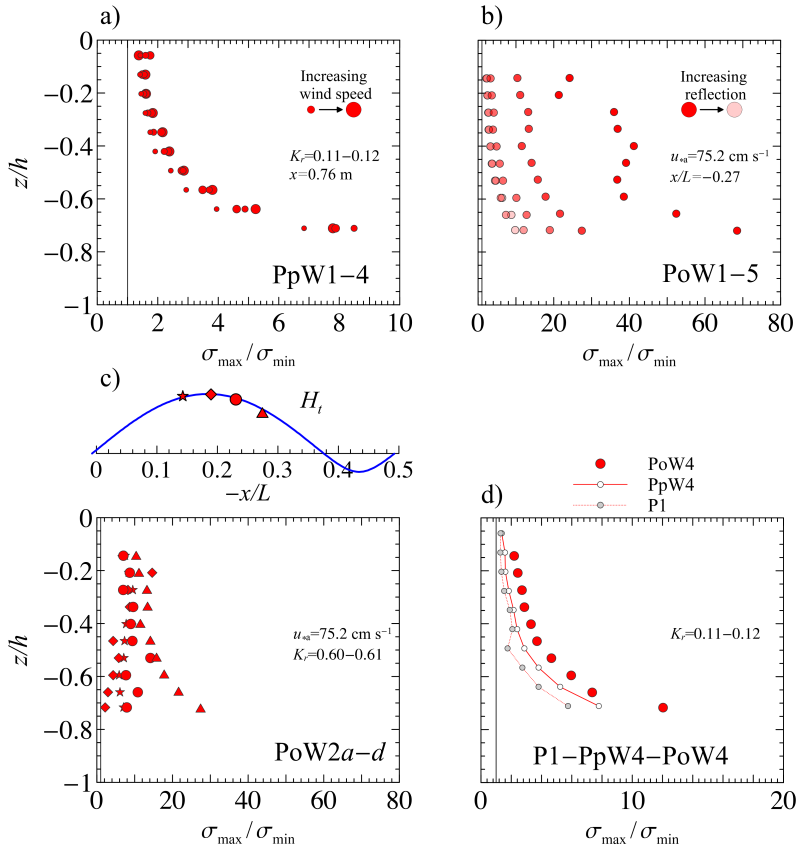 a)
0
−0.2
−0.4
−0.6
−0.8
−1
z/h
Increasing
wind speed
Kr=0.11−0.12
x=0.76 m
PpW1−4
0 2 4 6 8 10
σmax/σmin
b)
Increasing
reflection
u*a=75.2 cm s−1
x/L=−0.27
PoW1−5
0 20 40 60 80
σmax/σmin
c)
Ht
0 0.1 0.2 0.3 0.4 0.5
−x/L
0
−0.2
−0.4
−0.6
−0.8
−1
z/h
u*a=75.2 cm s−1
Kr=0.60−0.61
PoW2a−d
0 20 40 60 80
σmax/σmin
d)
PoW4
PpW4
P1
Kr=0.11−0.12
P1−PpW4−PoW4
0 4 8 12 20
σmax/σmin